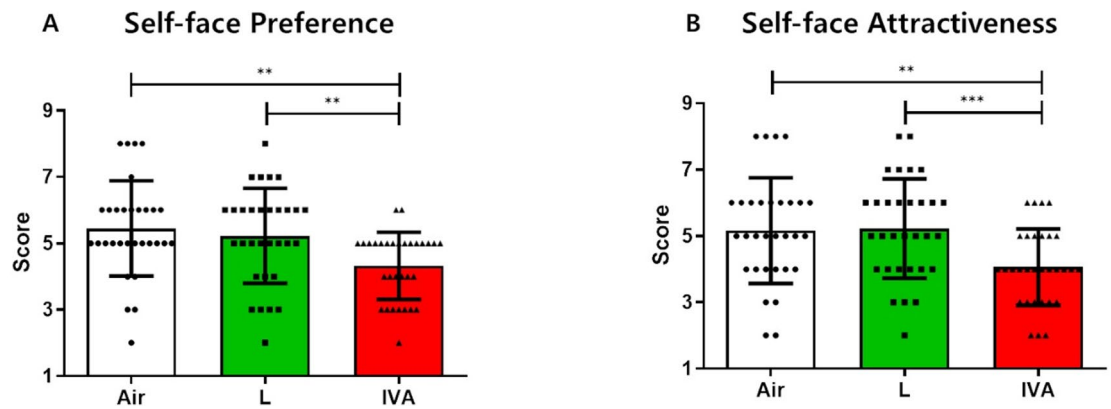 A Self-face Preference
**
**
9
7
5
3
1
Score
Air L IVA
B Self-face Attractiveness
**
***
9
7
5
3
1
Score
Air L IVA